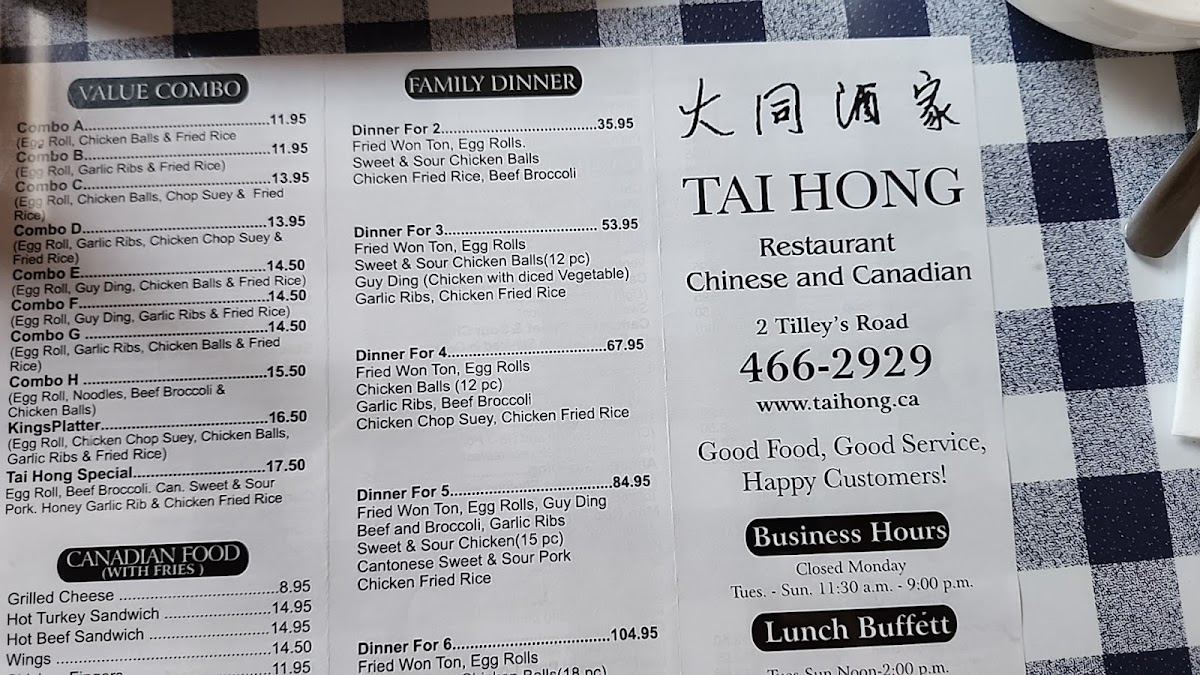 VALUE COMBO
Combo A...11.95
(Egg Roll, Chicken Balls & Fried Rice
Combo B...11.95
(Egg Roll, Garlic Ribs & Fried Rice)
Combo C...13.95
(Egg Roll, Chicken Balls, Chop Suey & Fried
Rice)
Combo D...13.95
(Egg Roll, Garlic Ribs, Chicken Chop Suey &
Fried Rice)
Combo E...14.50
(Egg Roll, Guy Ding, Chicken Balls & Fried Rice)
Combo F...14.50
(Egg Roll, Guy Ding, Garlic Ribs & Fried Rice)
Combo G...14.50
(Egg Roll, Garlic Ribs, Chicken Balls & Fried
Rice)
Combo H...15.50
(Egg Roll, Noodles, Beef Broccoli &
Chicken Balls)
KingsPlatter...16.50
(Egg Roll, Chicken Chop Suey, Chicken Balls,
Garlic Ribs & Fried Rice)
Tai Hong Special...17.50
Egg Roll, Beef Broccoli. Can. Sweet & Sour
Pork. Honey Garlic Rib & Chicken Fried Rice
CANADIAN FOOD
(WITH FRIES )
Grilled Cheese...8.95
Hot Turkey Sandwich...14.95
Hot Beef Sandwich...14.95
Wings...14.50
11.95
FAMILY DINNER
Dinner For 2...35.95
Fried Won Ton, Egg Rolls.
Sweet & Sour Chicken Balls
Chicken Fried Rice, Beef Broccoli
Dinner For 3...53.95
Fried Won Ton, Egg Rolls
Sweet & Sour Chicken Balls(12 pc)
Guy Ding (Chicken with diced Vegetable)
Garlic Ribs, Chicken Fried Rice
Dinner For 4...67.95
Fried Won Ton, Egg Rolls
Chicken Balls (12 pc)
Garlic Ribs, Beef Broccoli
Chicken Chop Suey, Chicken Fried Rice
Dinner For 5...84.95
Fried Won Ton, Egg Rolls, Guy Ding
Beef and Broccoli, Garlic Ribs
Sweet & Sour Chicken(15 pc)
Cantonese Sweet & Sour Pork
Chicken Fried Rice
Dinner For 6...104.95
Fried Won Ton, Egg Rolls
Chicken Balls(18 pc)
大同酒家
TAI HONG
Restaurant
Chinese and Canadian
2 Tilley's Road
466-2929
www.taihong.ca
Good Food, Good Service,
Happy Customers!
Business Hours
Closed Monday
Tues. - Sun. 11:30 a.m. - 9:00 p.m.
Lunch Buffett
Tues-Sun Noon-2:00 p.m.